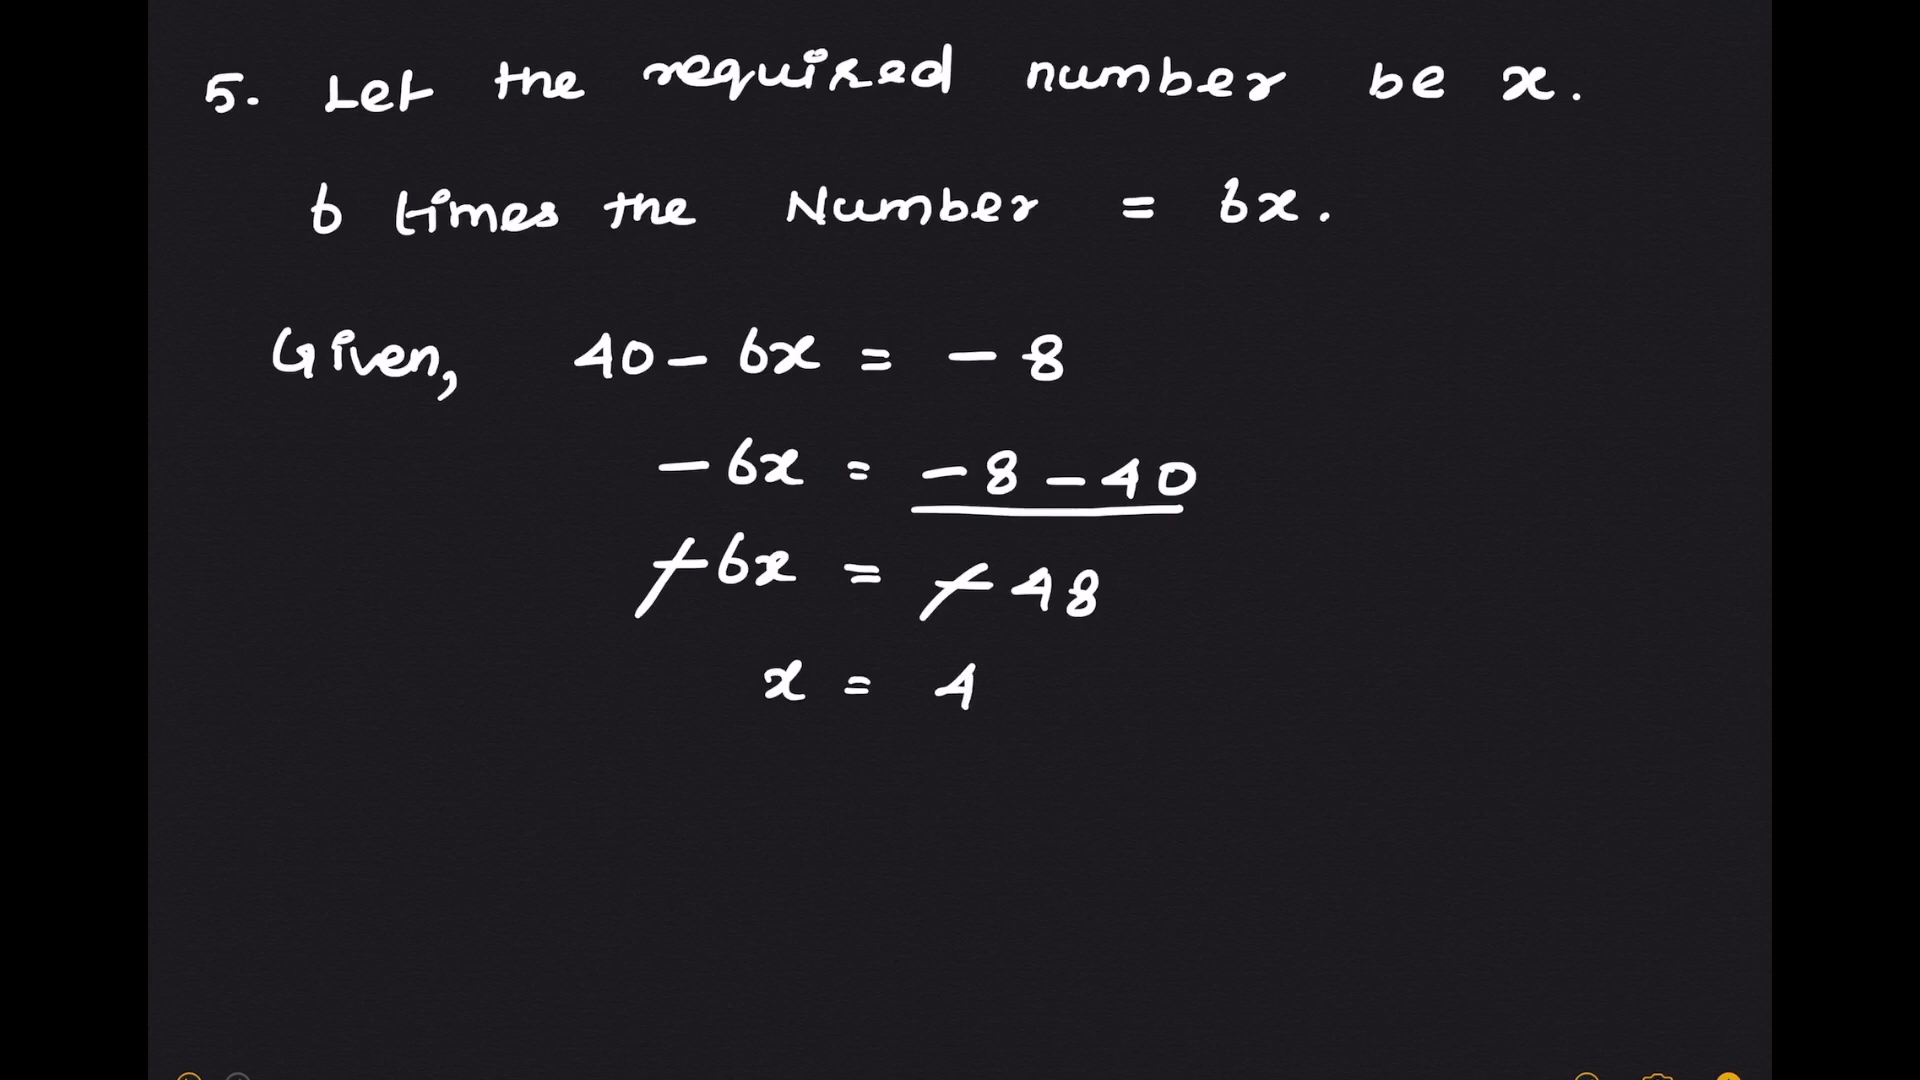 5. Let the required number be x.
6 times the Number = 6x.
Given, 40 - 6x = - 8
- 6x = - 8 - 40
- 6x = - 48
x = 4